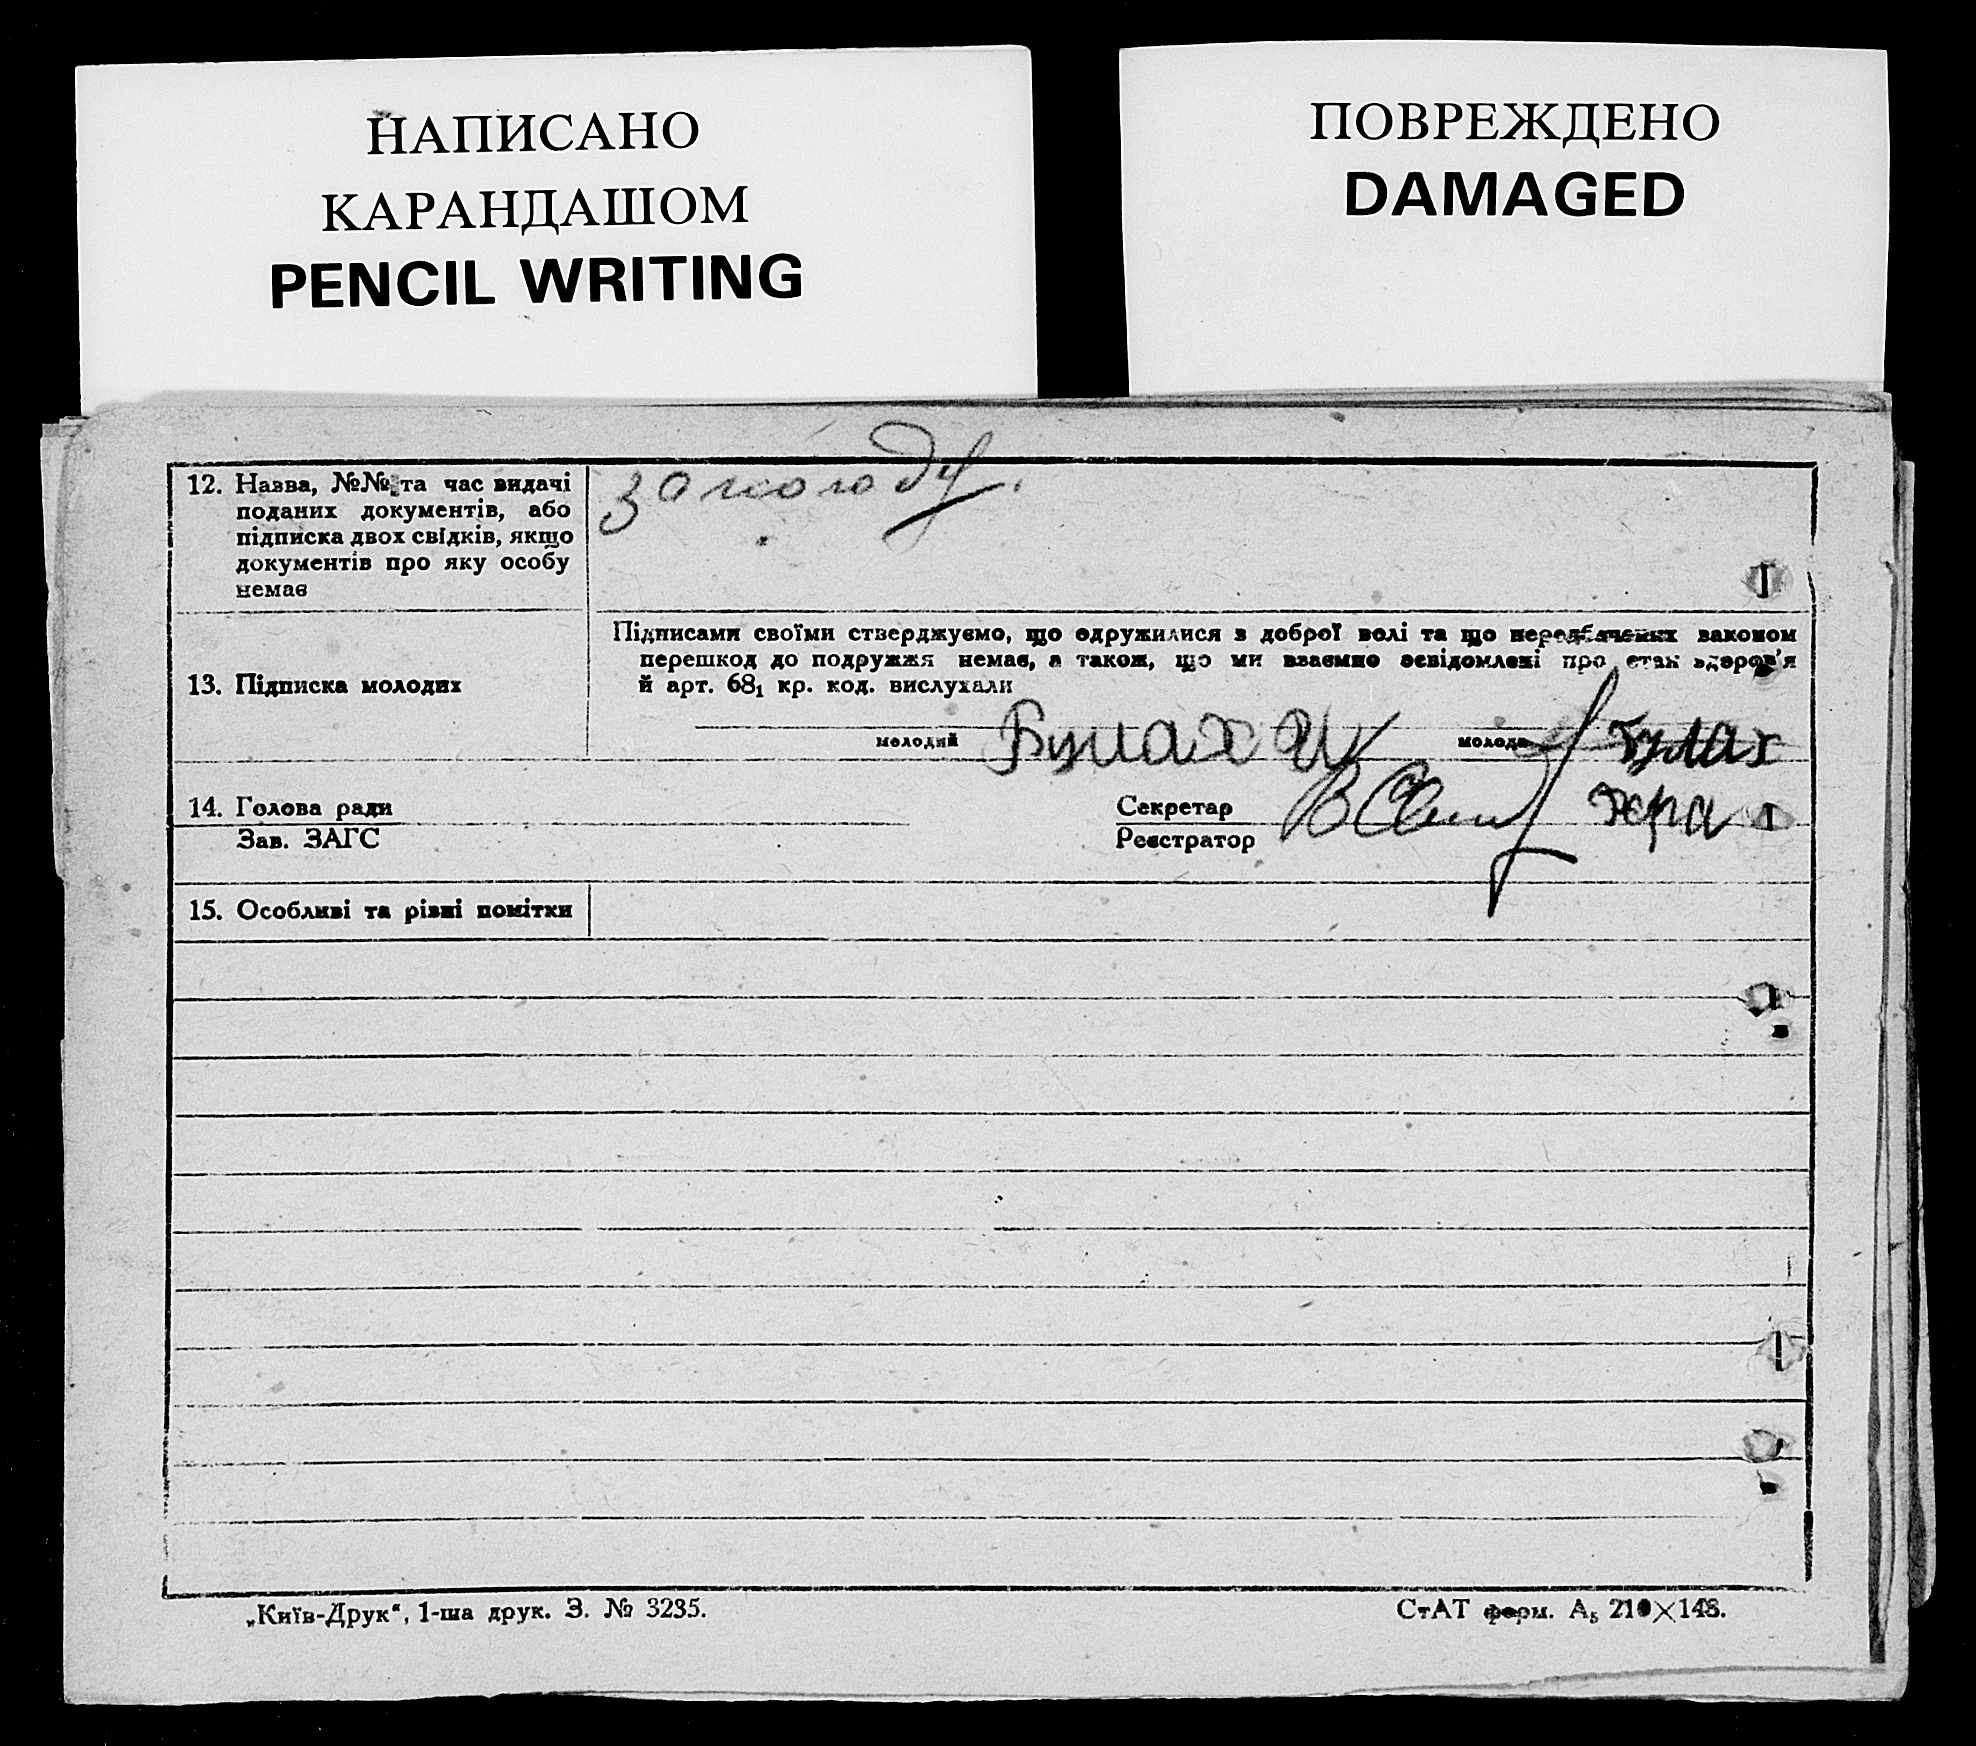 НАПИСАНО
КАРАНДАШОМ
PENCIL WRITING
ПОВРЕЖДЕНО
DAMAGED
12. Назва, №№ та час видачі
поданих документів, або
підписка двох свідків, якщо
документів про яку особу
немає
Підписами своїми стверджуємо, що одружилися з доброї волі та що передбачених законом
перешкод до подружжя немає, а також, що ми взаємно освідомлені про стан здоров'я
й арт. 68₁ кр. код. вислухали
13. Підписка молодих
молодий Булах молода Булах
14. Голова ради Секретар
Зав. ЗАГС Реєстратор
15. Особливі та різні помітки
„Київ-Друк“, 1-ша друк. З. № 3235.
СтАТ форм. А₅ 210×148.